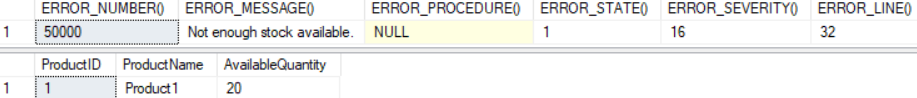 ERROR_NUMBER() ERROR_MESSAGE() ERROR_PROCEDURE() ERROR_STATE() ERROR_SEVERITY() ERROR_LINE()
1 50000 Not enough stock available. NULL 1 16 32
ProductID ProductName AvailableQuantity
1 1 Product1 20